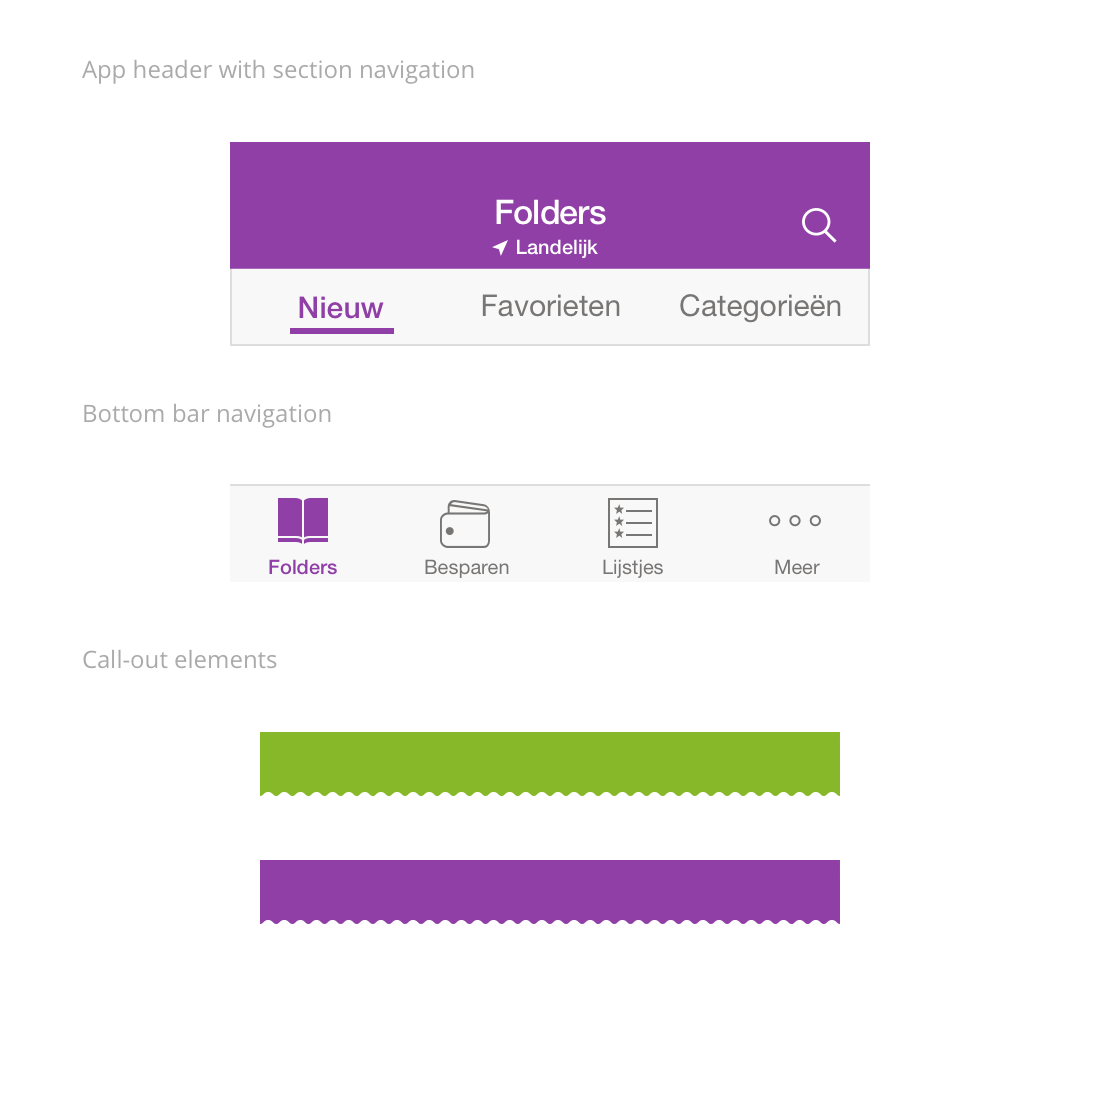 App header with section navigation
Folders
Landelijk
Nieuw Favorieten Categorieën
Bottom bar navigation
Folders Besparen Lijstjes Meer
Call-out elements